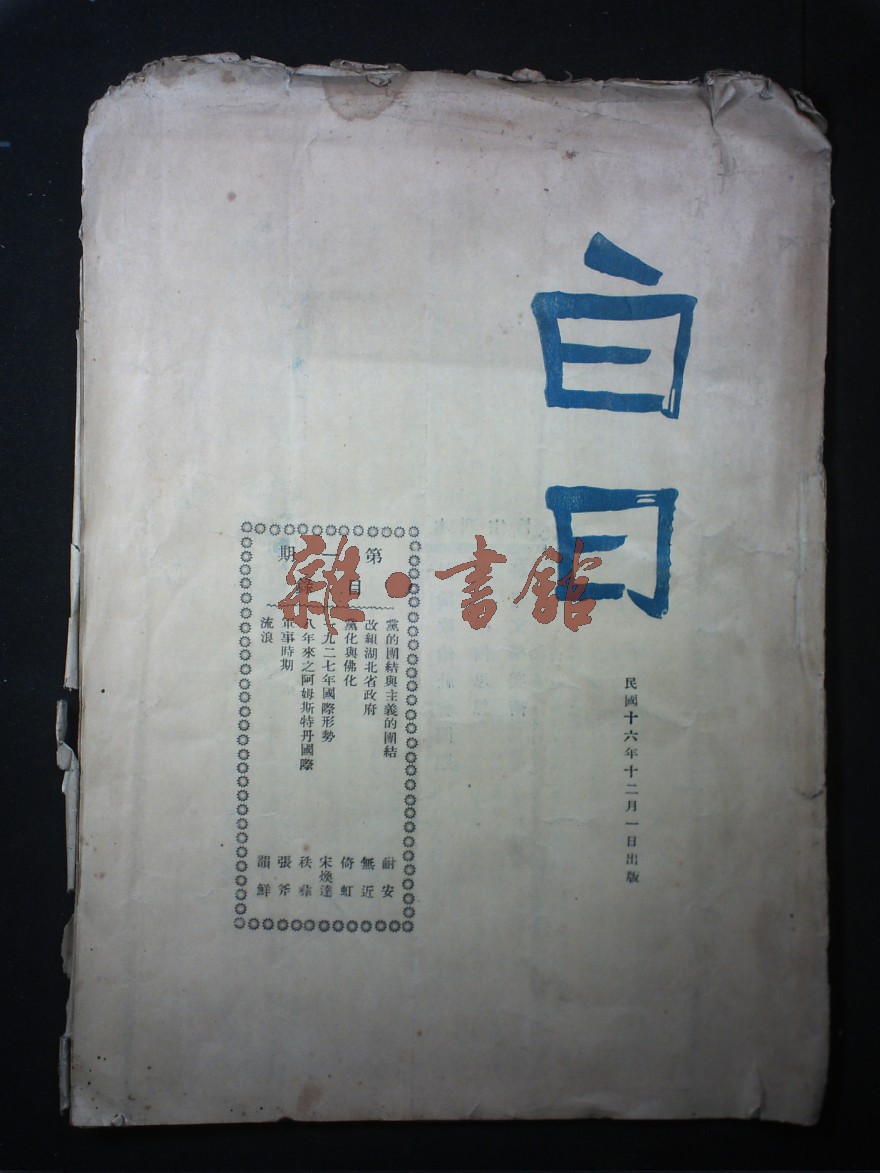 白日
民國十六年十二月一日出版
第一期
目
黨的團結與主義的團結 耐安
改組湖北省政府 無近
黨化與佛化 倚虹
一九二七年國際形勢 宋煥達
八年來之阿姆斯特丹國際 秩
軍事時期 張斧
流浪 韻鮮
雜·書館